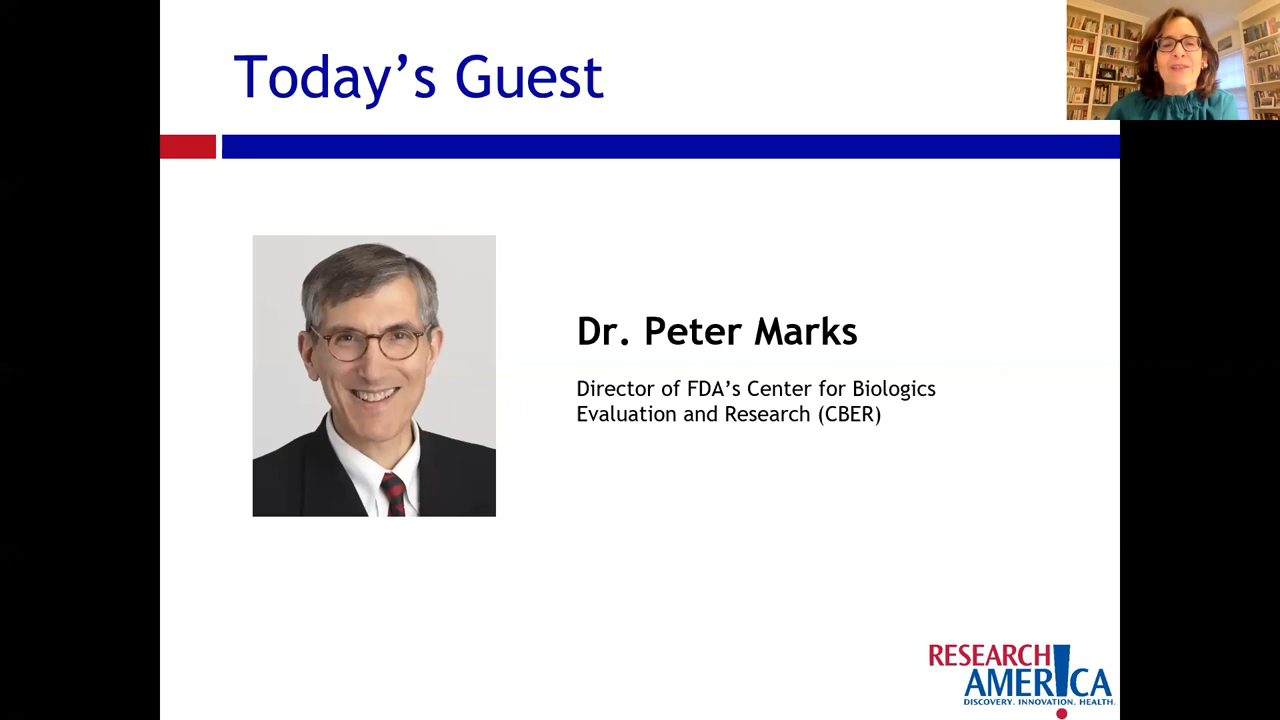 Today’s Guest
Dr. Peter Marks
Director of FDA’s Center for Biologics
Evaluation and Research (CBER)
RESEARCH
AMERICA
DISCOVERY. INNOVATION. HEALTH.